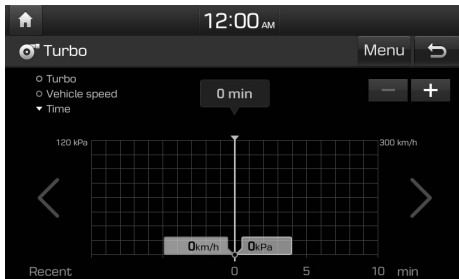 12:00 AM
Turbo
Menu
Turbo
Vehicle speed
Time
0 min
120 kPa
300 km/h
0km/h
0kPa
Recent 0 5 10 min